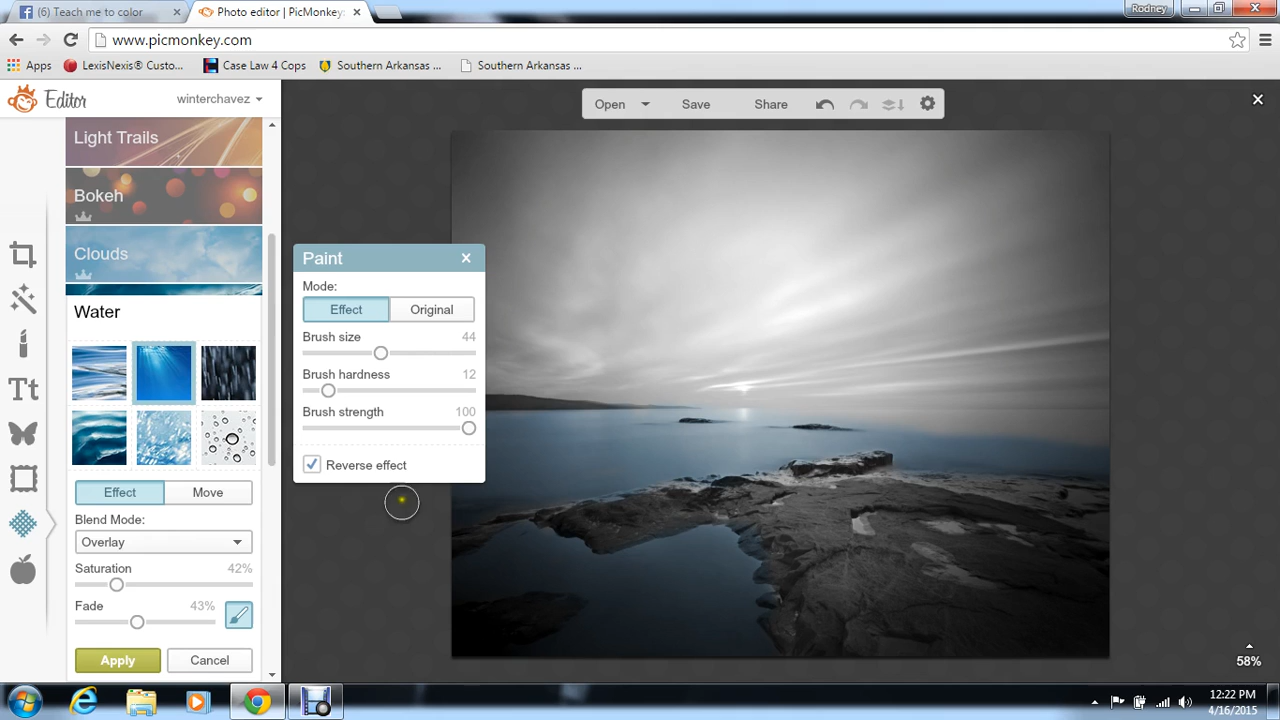 (6) Teach me to color
Photo editor | PicMonkey:
Rodney
www.picmonkey.com
Apps
LexisNexis® Custo...
Case Law 4 Cops
Southern Arkansas ...
Southern Arkansas ...
Editor
winterchavez
Open
Save
Share
Light Trails
Bokeh
Clouds
Water
Effect
Move
Blend Mode:
Overlay
Saturation
42%
Fade
43%
Apply
Cancel
Tt
Paint
Mode:
Effect
Original
Brush size
44
Brush hardness
12
Brush strength
100
Reverse effect
58%
12:22 PM
4/16/2015